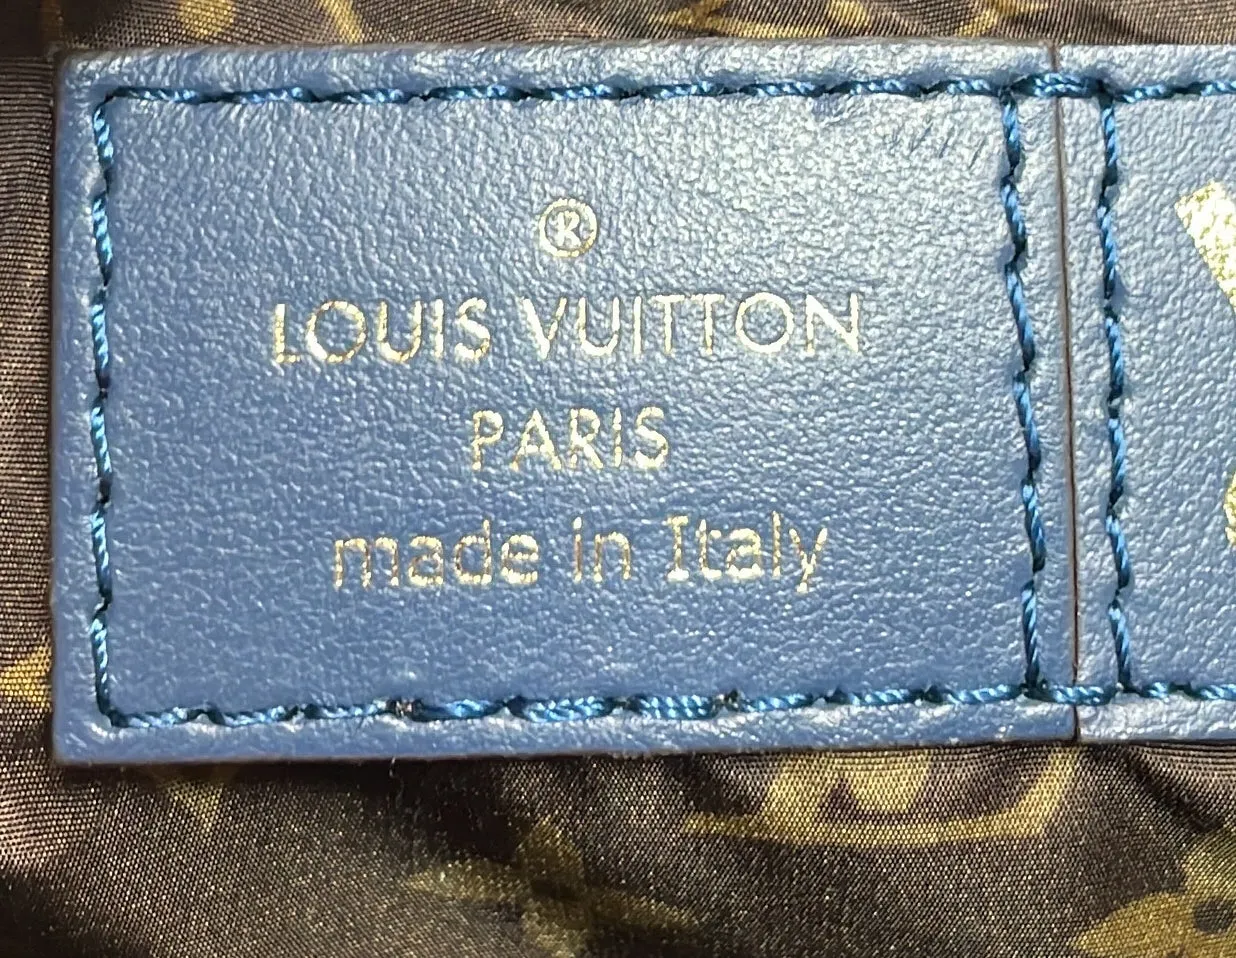 ®
LOUIS VUITTON
PARIS
made in Italy